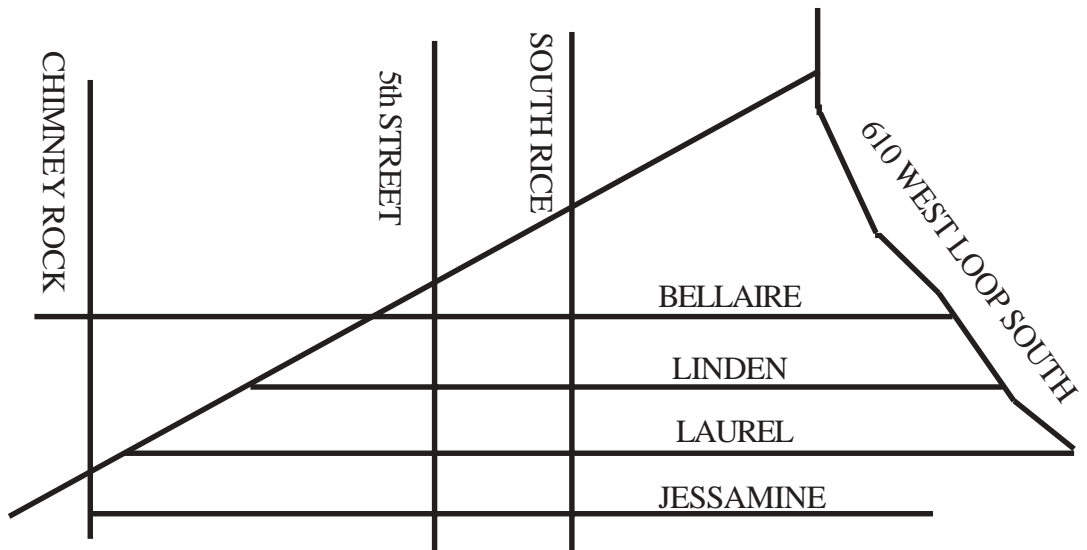 CHIMNEY ROCK
5th STREET
SOUTH RICE
610 WEST LOOP SOUTH
BELLAIRE
LINDEN
LAUREL
JESSAMINE